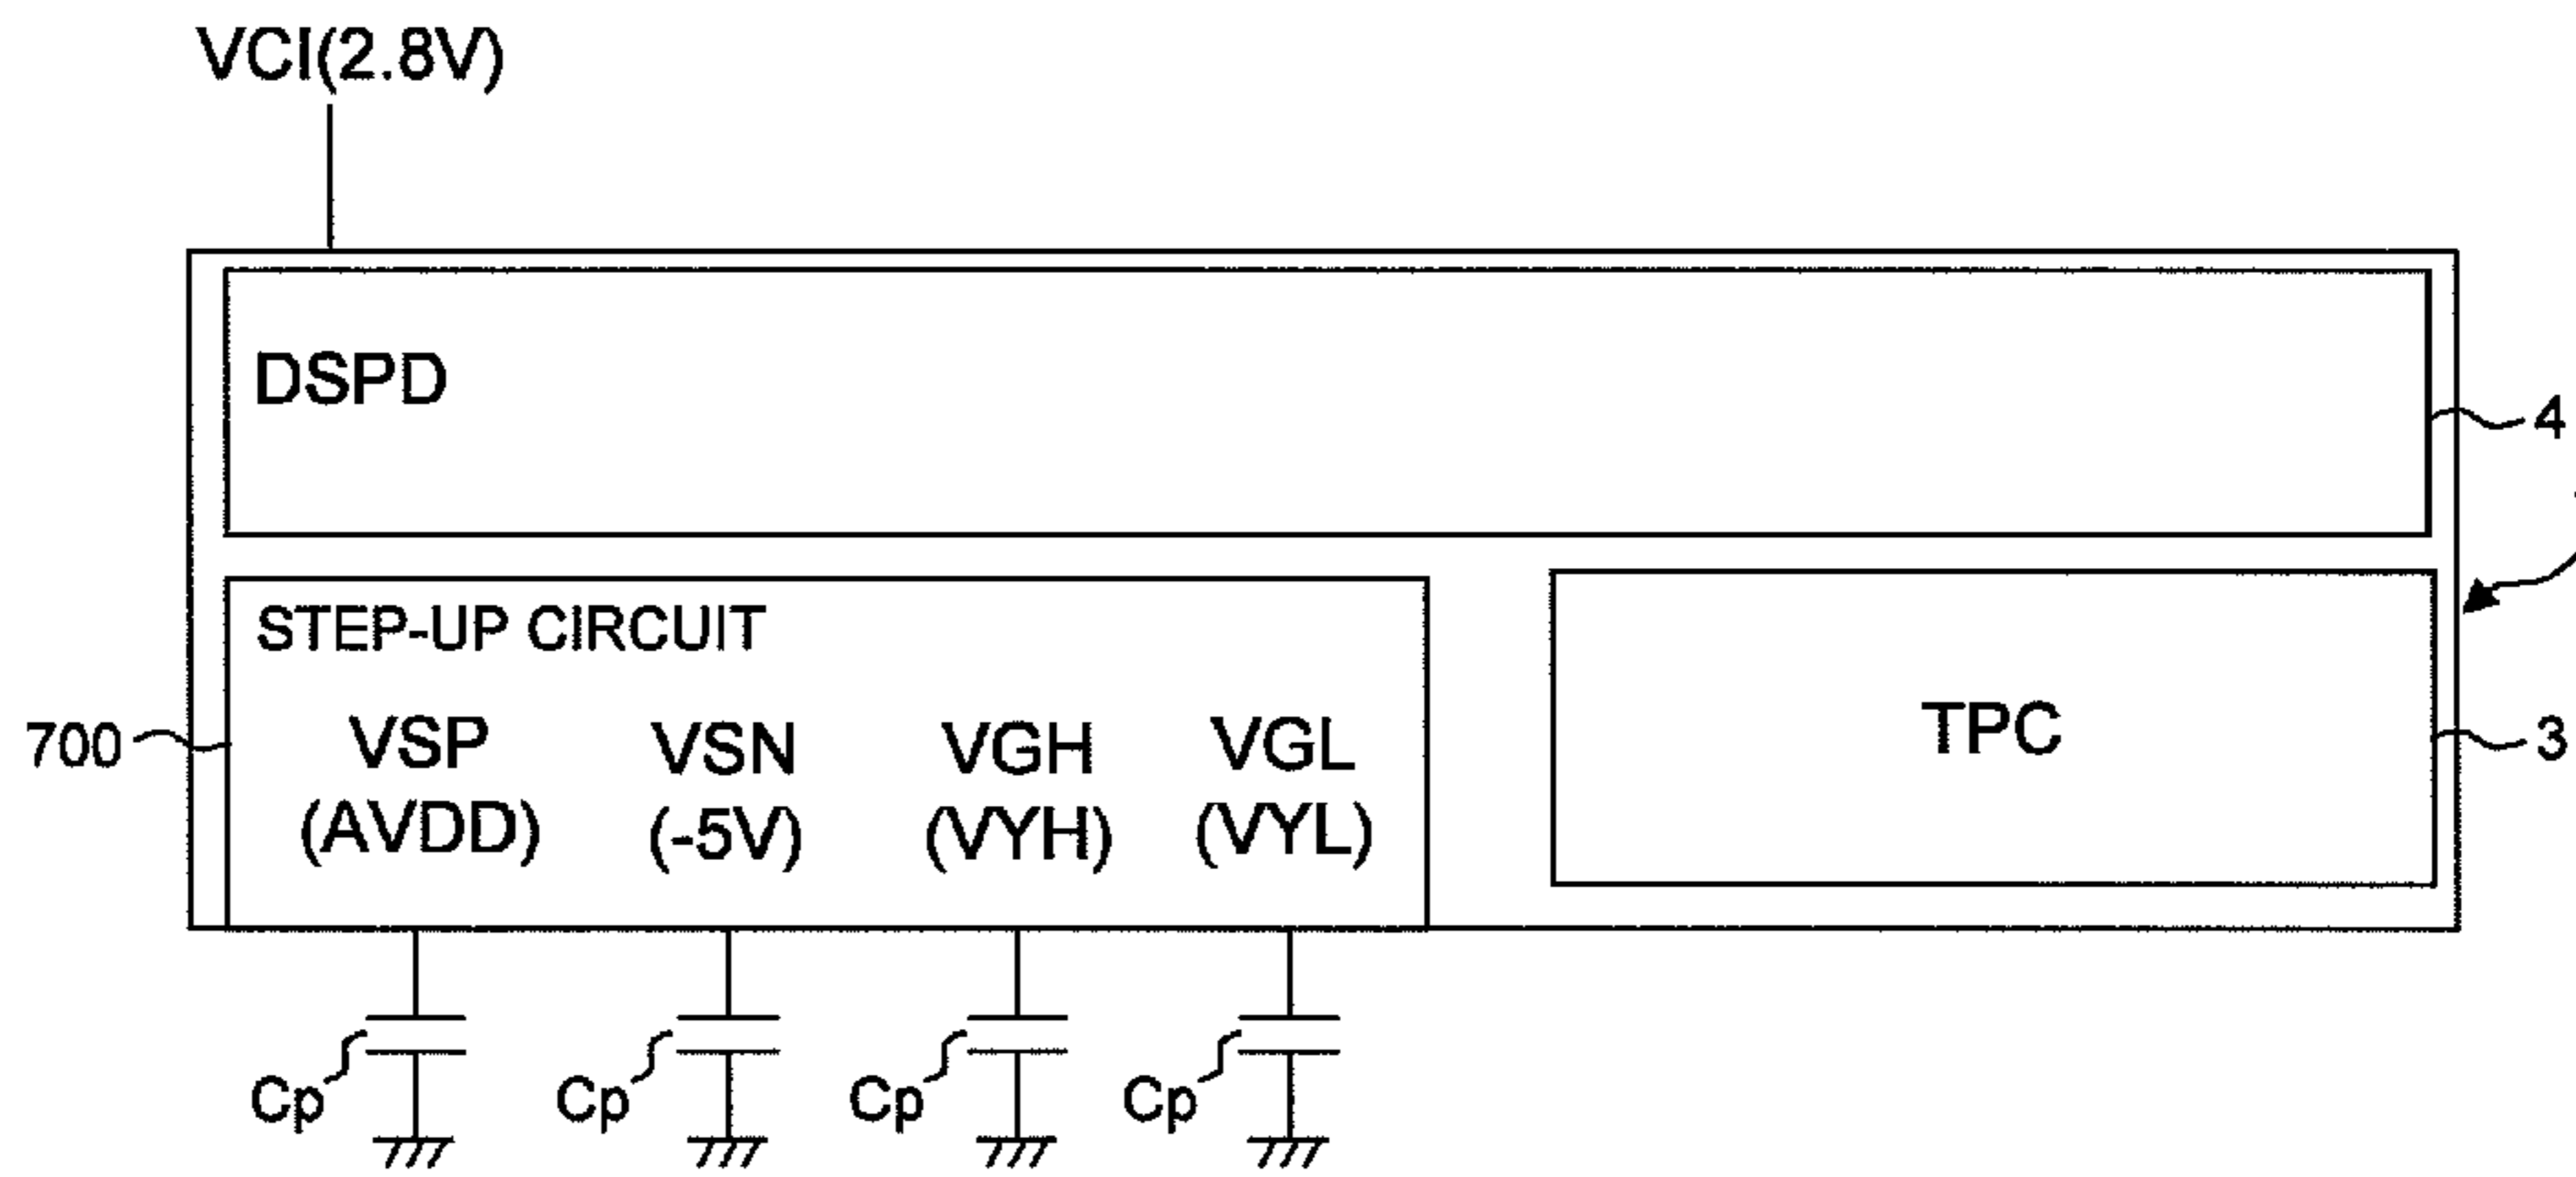 VCI(2.8V)
DSPD
4
STEP-UP CIRCUIT
700
VSP VSN VGH VGL
(AVDD) (-5V) (VYH) (VYL)
TPC
3
Cp Cp Cp Cp